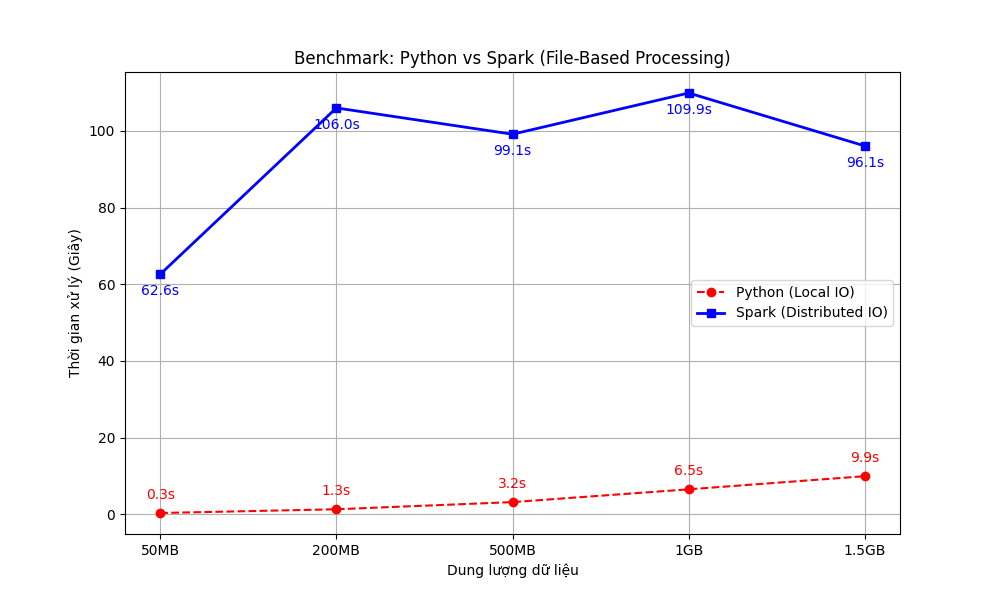 Benchmark: Python vs Spark (File-Based Processing)
Thời gian xử lý (Giây)
100
80
60
40
20
0
106.0s
99.1s
109.9s
96.1s
62.6s
Python (Local IO)
Spark (Distributed IO)
0.3s
1.3s
3.2s
6.5s
9.9s
50MB
200MB
500MB
1GB
1.5GB
Dung lượng dữ liệu